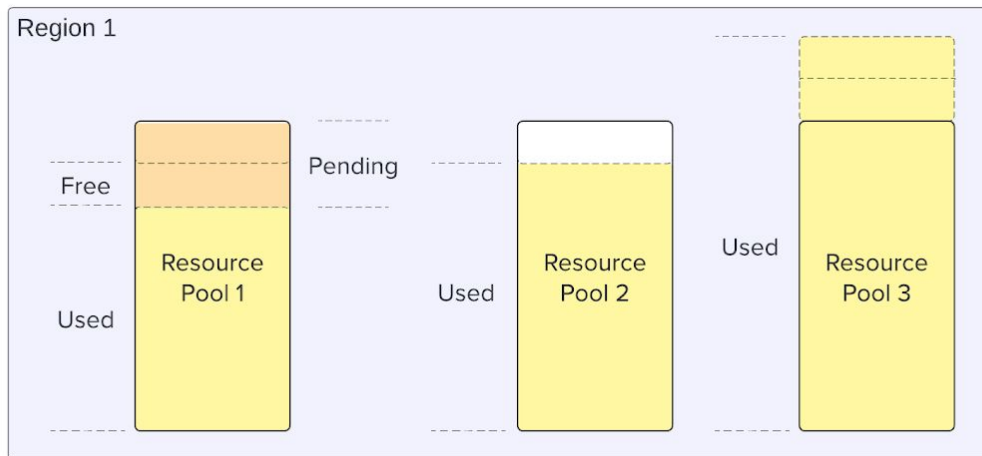 Region 1
Free
Used
Resource
Pool 1
Pending
Used
Resource
Pool 2
Used
Resource
Pool 3